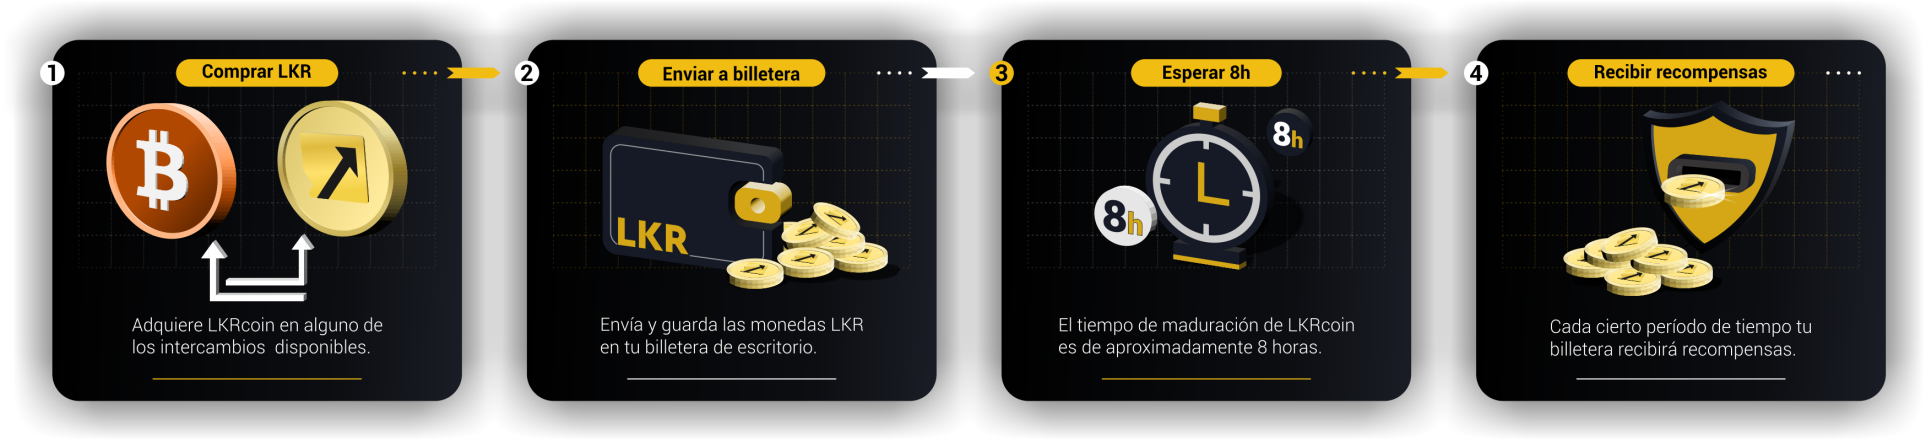 1
Comprar LKR
Adquiere LKRcoin en alguno de
los intercambios  disponibles.
2
Enviar a billetera
LKR
Envía y guarda las monedas LKR
en tu billetera de escritorio.
3
Esperar 8h
8h
8h
El tiempo de maduración de LKRcoin
es de aproximadamente 8 horas.
4
Recibir recompensas
Cada cierto período de tiempo tu
billetera recibirá recompensas.